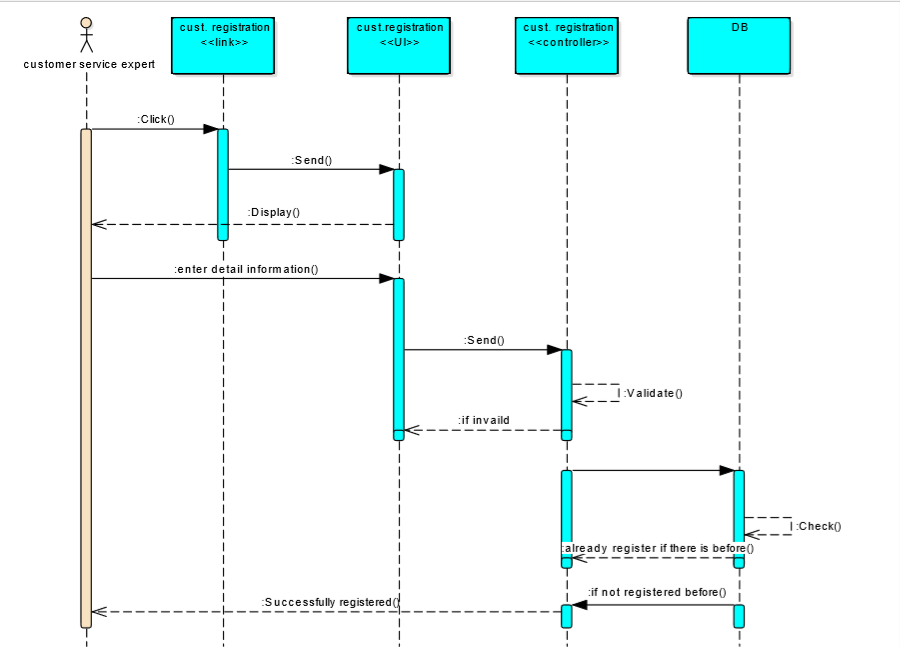 customer service expert
cust. registration
<<link>>
cust.registration
<<UI>>
cust. registration
<<controller>>
DB
:Click()
:Send()
:Display()
:enter detail information()
:Send()
:Validate()
:if invaild
:Check()
:already register if there is before()
:if not registered before()
:Successfully registered()